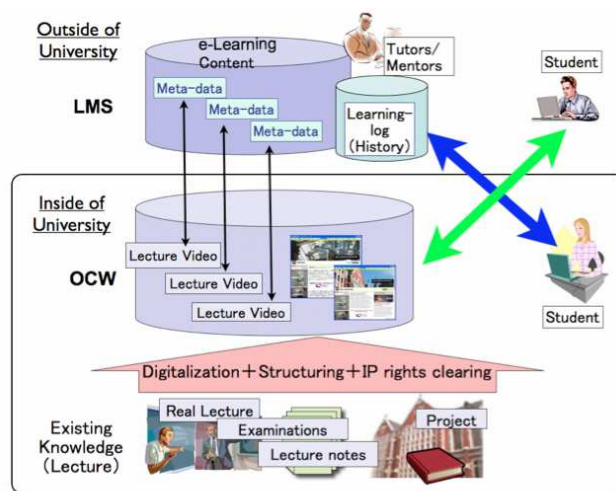 Outside of
University
e-Learning
Content
Tutors/
Mentors
Student
LMS
Meta-data
Meta-data
Meta-data
Learning-
log
(History)
Inside of
University
OCW
Lecture Video
Lecture Video
Lecture Video
Student
Digitalization+Structuring+IP rights clearing
Existing
Knowledge
(Lecture)
Real Lecture
Examinations
Lecture notes
Project